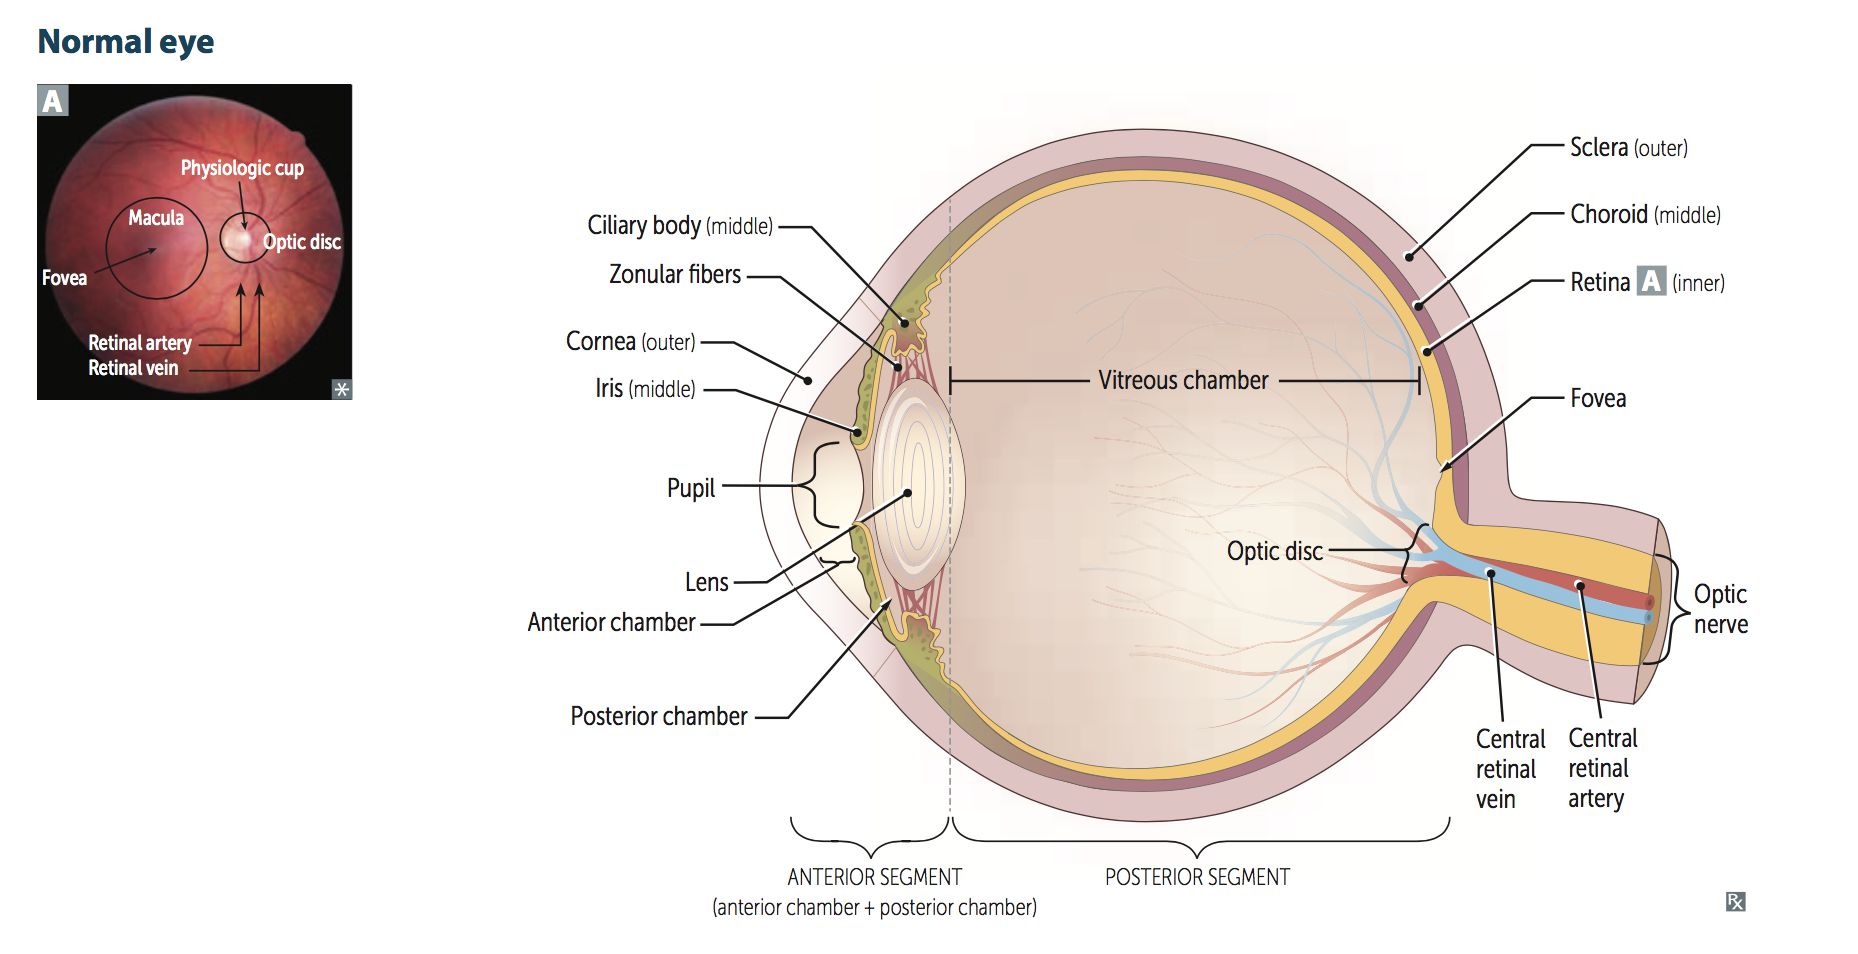 Normal eye
A
Physiologic cup
Macula
Optic disc
Fovea
Retinal artery
Retinal vein
*
Ciliary body (middle)
Zonular fibers
Cornea (outer)
Iris (middle)
Pupil
Lens
Anterior chamber
Posterior chamber
Vitreous chamber
Optic disc
Sclera (outer)
Choroid (middle)
Retina A (inner)
Fovea
Optic
nerve
Central
retinal
vein
Central
retinal
artery
ANTERIOR SEGMENT
(anterior chamber + posterior chamber)
POSTERIOR SEGMENT
Rx